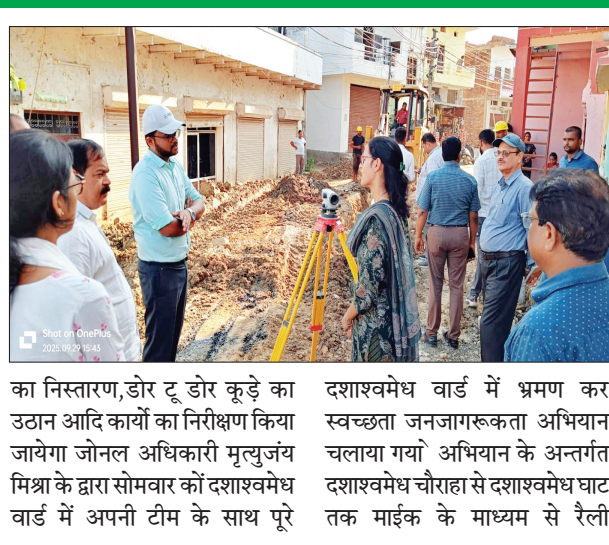 Shot on OnePlus
2025.09.29 15:43
का निस्तारण,डोर टू डोर कूड़े का
उठान आदि कार्यो का निरीक्षण किया
जायेगा जोनल अधिकारी मृत्युजंय
मिश्रा के द्वारा सोमवार कों दशाश्वमेध
वार्ड में अपनी टीम के साथ पूरे
दशाश्वमेध वार्ड में भ्रमण कर
स्वच्छता जनजागरूकता अभियान
चलाया गया` अभियान के अन्तर्गत
दशाश्वमेध चौराहा से दशाश्वमेध घाट
तक माईक के माध्यम से रैली